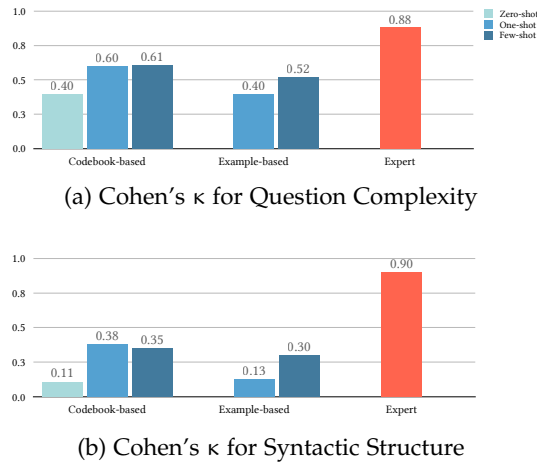 Zero-shot
One-shot
Few-shot
1.0
0.8
0.5
0.3
0.0
0.40
0.60
0.61
0.40
0.52
0.88
Codebook-based
Example-based
Expert
(a) Cohen's κ for Question Complexity
1.0
0.8
0.5
0.3
0.0
0.11
0.38
0.35
0.13
0.30
0.90
Codebook-based
Example-based
Expert
(b) Cohen's κ for Syntactic Structure